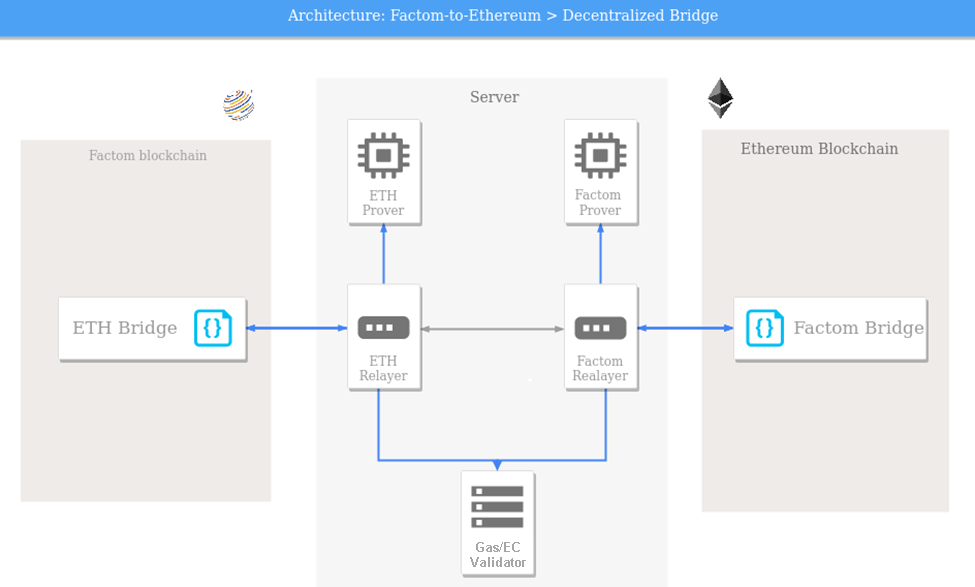 Architecture: Factom-to-Ethereum > Decentralized Bridge
Server
Factom blockchain
Ethereum Blockchain
ETH
Prover
Factom
Prover
ETH Bridge
{}
ETH
Relayer
Factom
Realayer
{}
Factom Bridge
Gas/EC
Validator